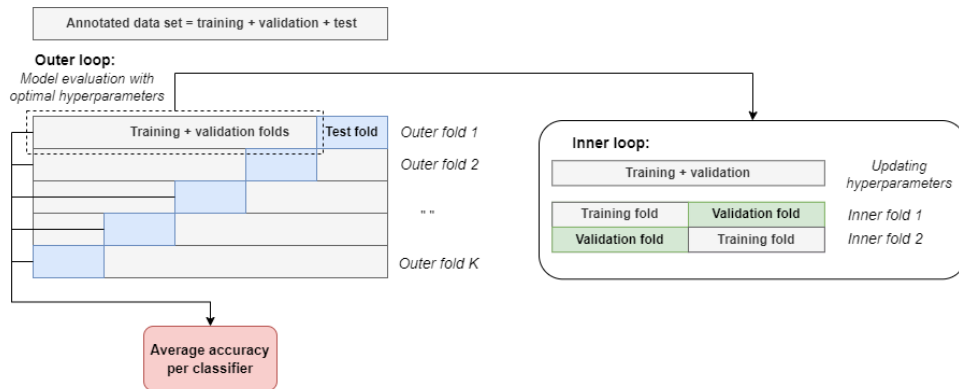 Annotated data set = training + validation + test
Outer loop:
Model evaluation with
optimal hyperparameters
Training + validation folds
Test fold
Outer fold 1
Outer fold 2
" "
Outer fold K
Average accuracy
per classifier
Inner loop:
Training + validation
Updating
hyperparameters
Training fold
Validation fold
Inner fold 1
Validation fold
Training fold
Inner fold 2